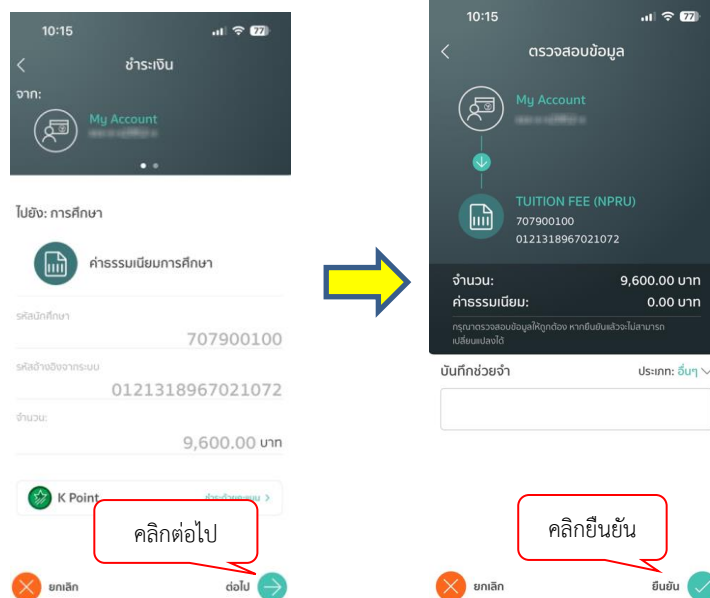 10:15
77
ชำระเงิน
จาก:
My Account
ไปยัง: การศึกษา
ค่าธรรมเนียมการศึกษา
รหัสนักศึกษา
707900100
รหัสอ้างอิงจากระบบ
0121318967021072
จำนวน:
9,600.00 บาท
K Point
คลิกต่อไป
ยกเลิก
ต่อไป
10:15
77
ตรวจสอบข้อมูล
My Account
TUITION FEE (NPRU)
707900100
0121318967021072
จำนวน: 9,600.00 บาท
ค่าธรรมเนียม: 0.00 บาท
กรุณาตรวจสอบข้อมูลให้ถูกต้อง หากยืนยันแล้วจะไม่สามารถ
เปลี่ยนแปลงได้
บันทึกช่วยจำ ประเภท: อื่นๆ
คลิกยืนยัน
ยกเลิก
ยืนยัน